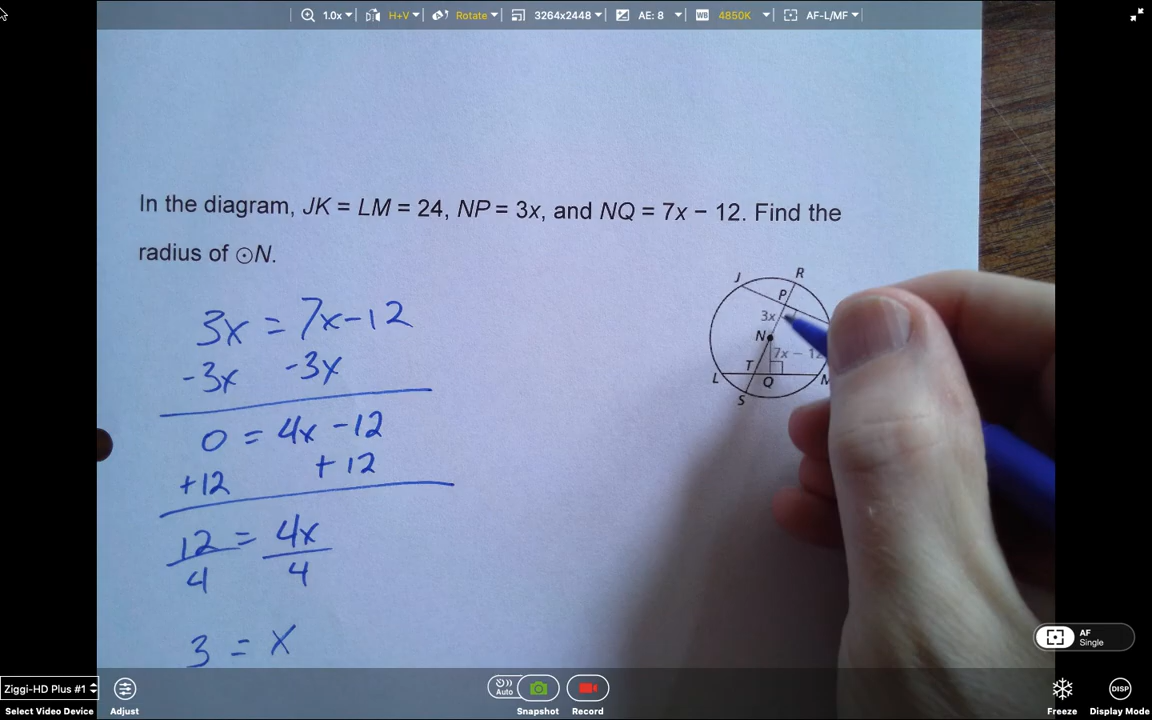 1.0x H+V Rotate 3264x2448 AE: 8 WB 4850K AF-L/MF
In the diagram, JK = LM = 24, NP = 3x, and NQ = 7x − 12. Find the
radius of ⊙N.
J R
P
3x
N
7x − 12
T
L Q M
S
3x = 7x-12
-3x -3x
0 = 4x -12
+12 +12
12 = 4x
4 4
3 = x
AF
Single
Ziggi-HD Plus #1
Auto
DISP
Select Video Device Adjust Snapshot Record Freeze Display Mode